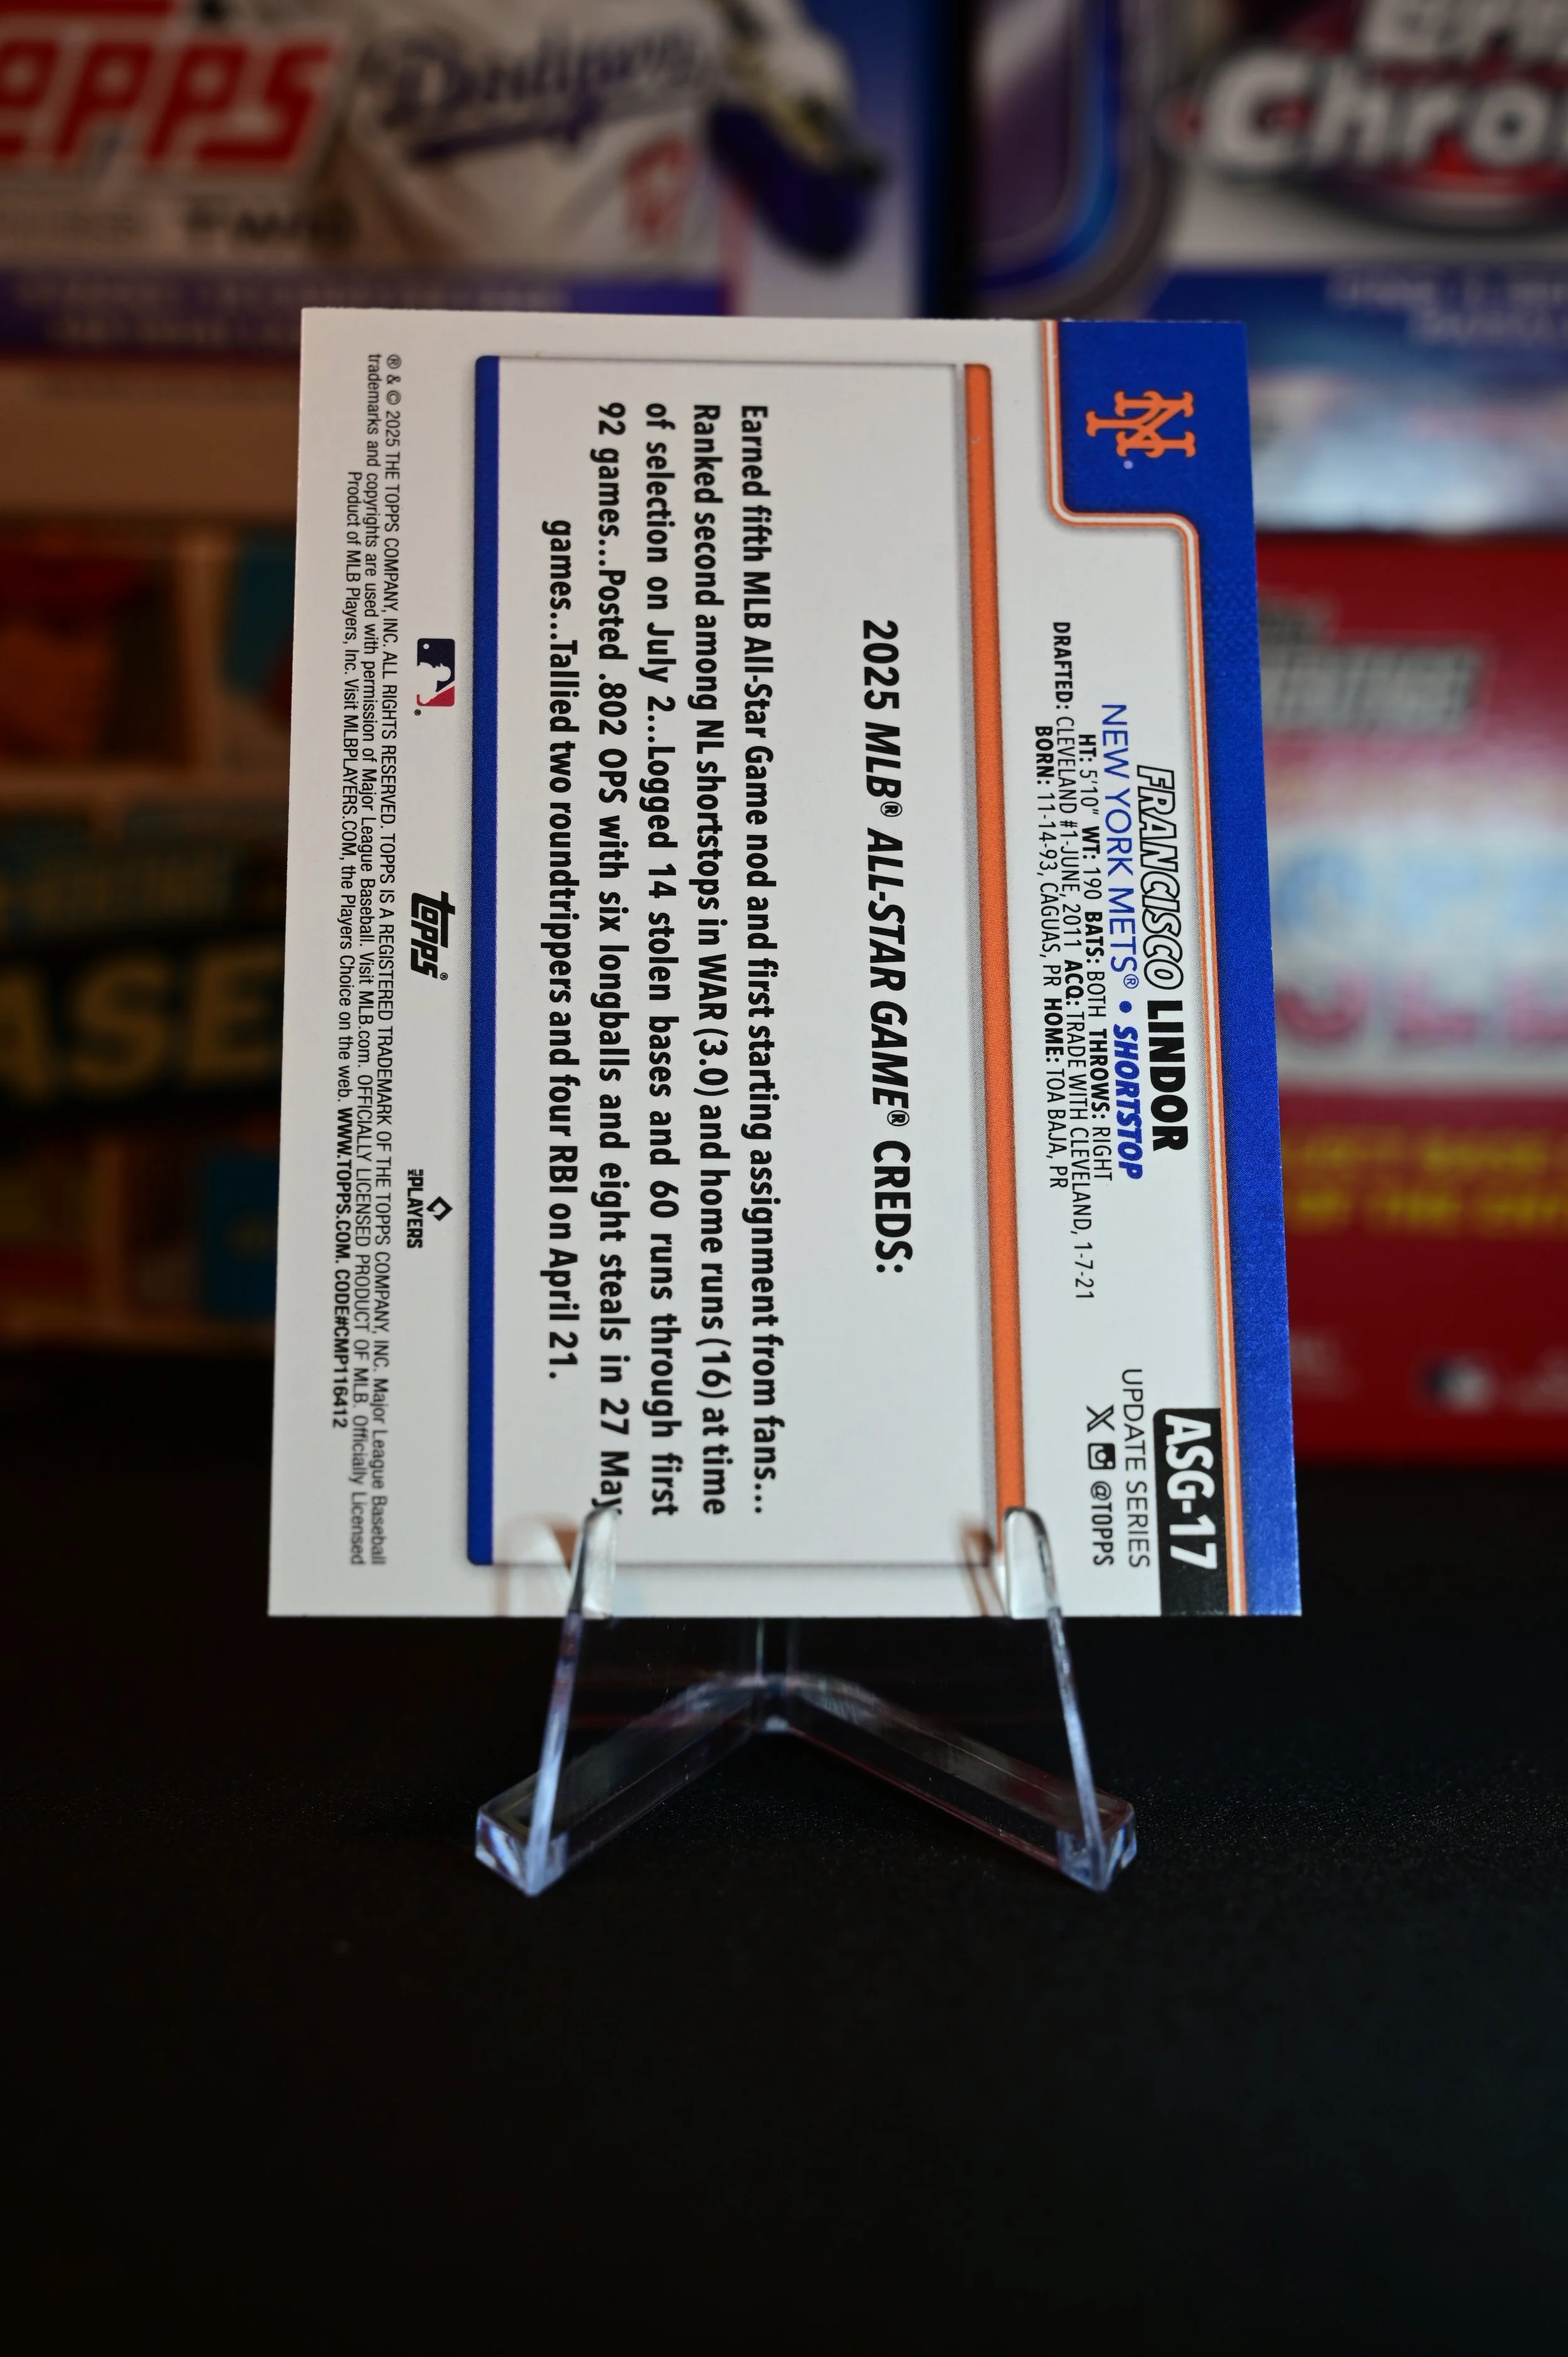 ASG-17
UPDATE SERIES
@TOPPS
FRANCISCO LINDOR
NEW YORK METS® • SHORTSTOP
HT: 5'10" WT: 190 BATS: BOTH THROWS: RIGHT
DRAFTED: CLEVELAND #1-JUNE, 2011 ACQ: TRADE WITH CLEVELAND, 1-7-21
BORN: 11-14-93, CAGUAS, PR HOME: TOA BAJA, PR
NY
2025 MLB® ALL-STAR GAME® CREDS:
Earned fifth MLB All-Star Game nod and first starting assignment from fans...
Ranked second among NL shortstops in WAR (3.0) and home runs (16) at time
of selection on July 2...Logged 14 stolen bases and 60 runs through first
92 games...Posted .802 OPS with six longballs and eight steals in 27 May
games...Tallied two roundtrippers and four RBI on April 21.
topps®
MLB PLAYERS
® & © 2025 THE TOPPS COMPANY, INC. ALL RIGHTS RESERVED. TOPPS IS A REGISTERED TRADEMARK OF THE TOPPS COMPANY, INC. Major League Baseball
trademarks and copyrights are used with permission of Major League Baseball. Visit MLB.com. OFFICIALLY LICENSED PRODUCT OF MLB. Officially Licensed
Product of MLB Players, Inc. Visit MLBPLAYERS.COM, the Players Choice on the web. WWW.TOPPS.COM. CODE#CMP116412
TOPPS
Dodgers
Chro
ASE